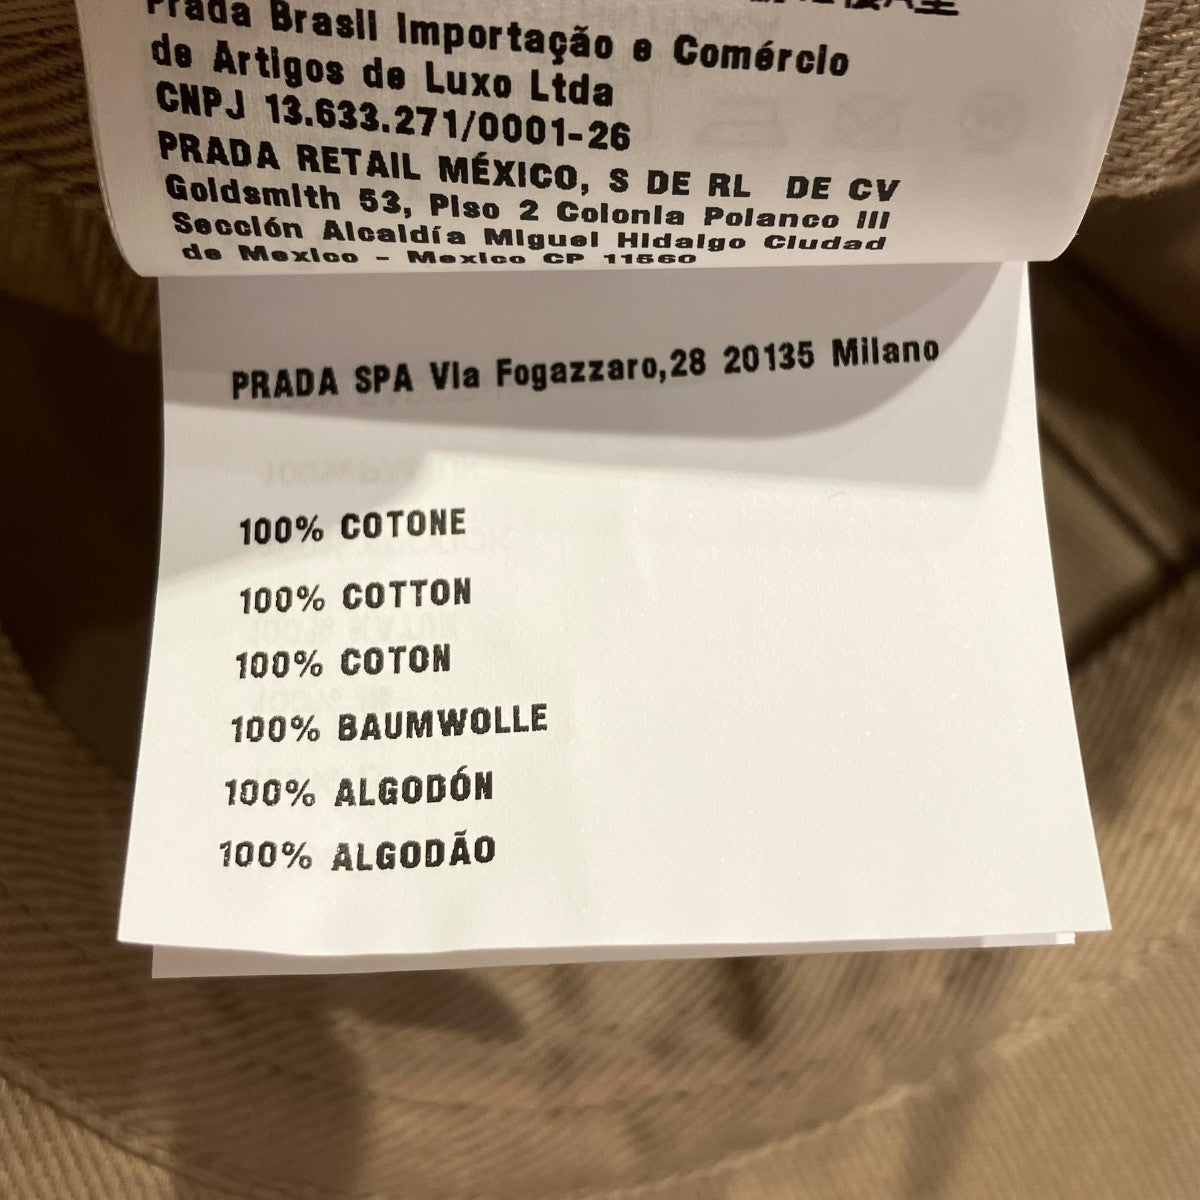 Prada Brasil Importação e Comércio
de Artigos de Luxo Ltda
CNPJ 13.633.271/0001-26
PRADA RETAIL MÉXICO, S DE RL DE CV
Goldsmith 53, Piso 2 Colonia Polanco III
Sección Alcaldía Miguel Hidalgo Ciudad
de Mexico - Mexico CP 11560
PRADA SPA Via Fogazzaro,28 20135 Milano
100% COTONE
100% COTTON
100% COTON
100% BAUMWOLLE
100% ALGODÓN
100% ALGODÃO